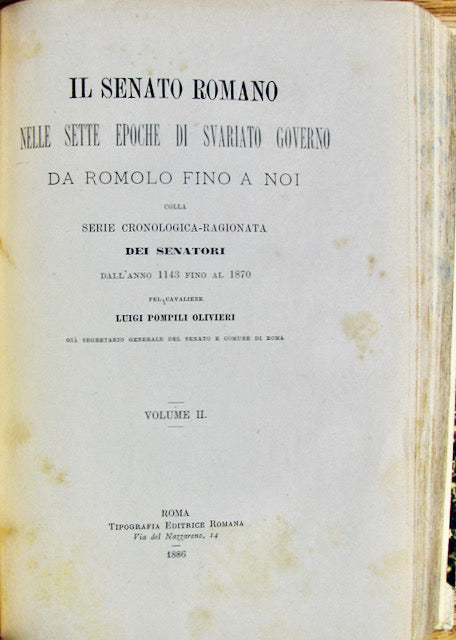 IL SENATO ROMANO
NELLE SETTE EPOCHE DI SVARIATO GOVERNO
DA ROMOLO FINO A NOI
COLLA
SERIE CRONOLOGICA-RAGIONATA
DEI SENATORI
DALL'ANNO 1143 FINO AL 1870
PEL CAVALIERE
LUIGI POMPILI OLIVIERI
GIÀ SEGRETARIO GENERALE DEL SENATO E COMUNE DI ROMA
VOLUME II.
ROMA
TIPOGRAFIA EDITRICE ROMANA
Via del Nazzareno, 14
1886